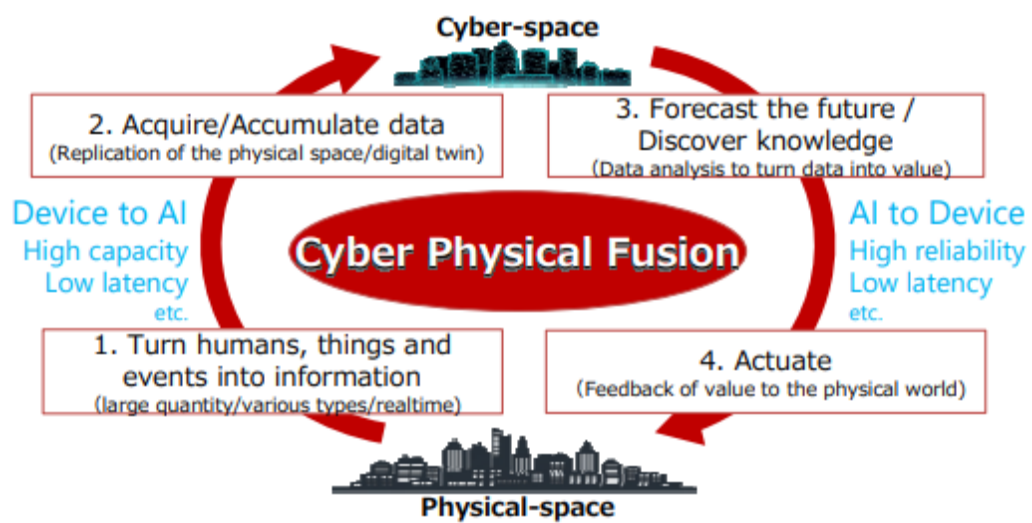 Cyber-space
2. Acquire/Accumulate data
(Replication of the physical space/digital twin)
3. Forecast the future /
Discover knowledge
(Data analysis to turn data into value)
Device to AI
High capacity
Low latency
etc.
Cyber Physical Fusion
AI to Device
High reliability
Low latency
etc.
1. Turn humans, things and
events into information
(large quantity/various types/realtime)
4. Actuate
(Feedback of value to the physical world)
Physical-space